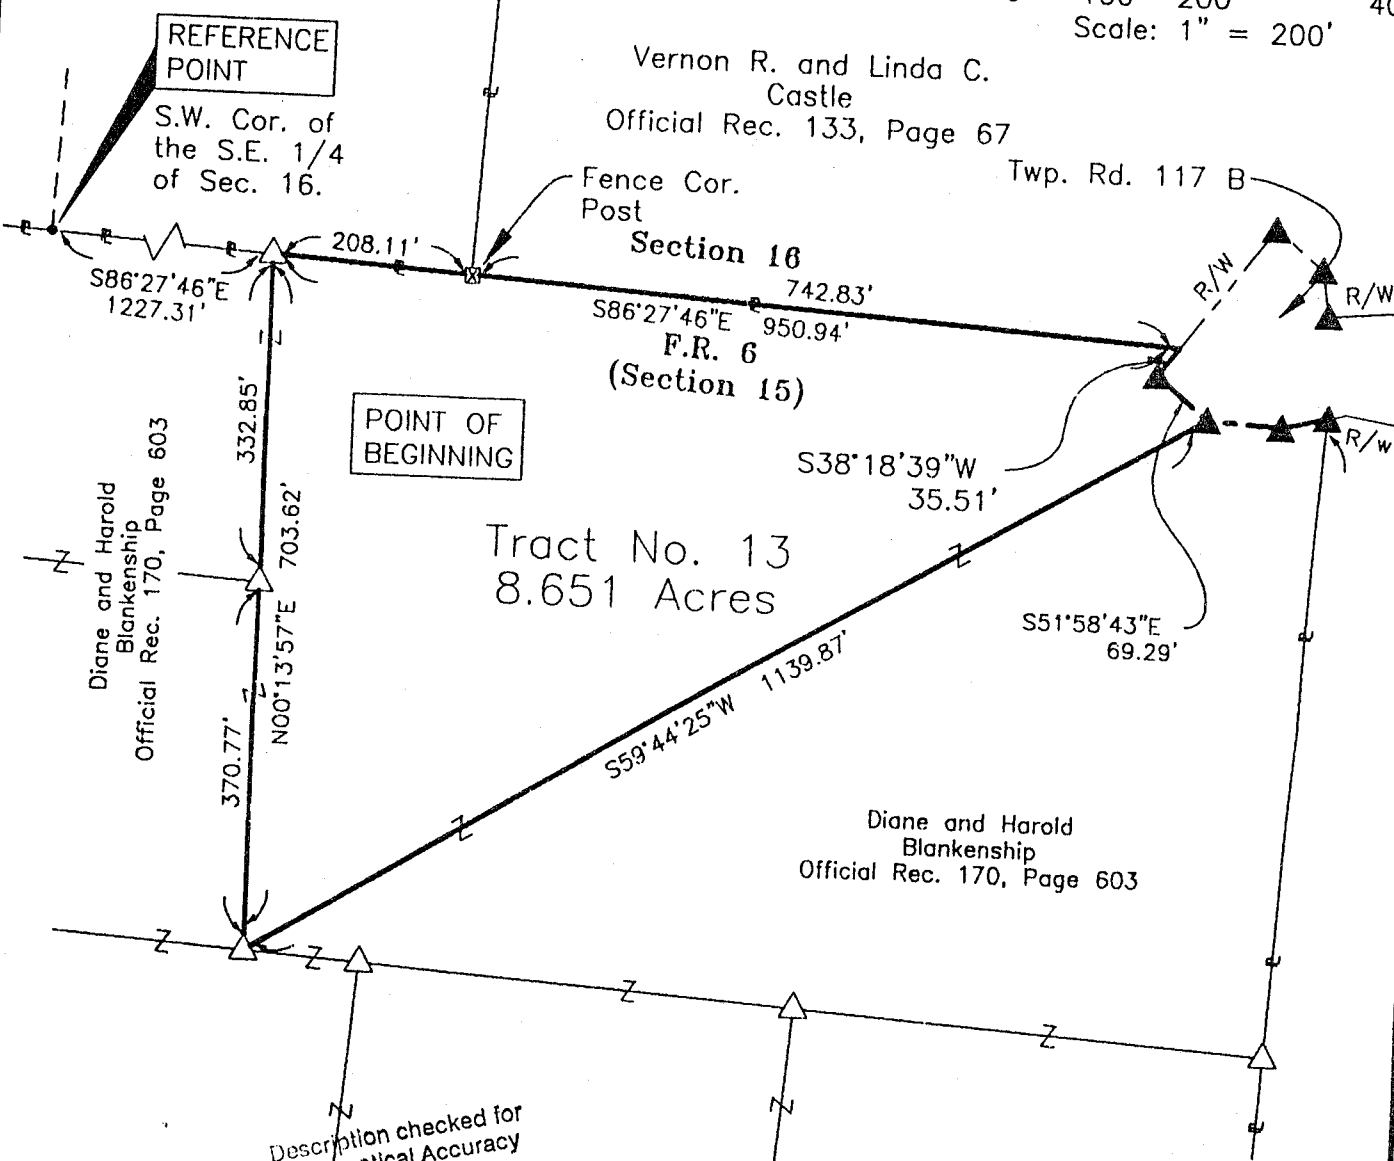 REFERENCE
POINT
S.W. Cor. of
the S.E. 1/4
of Sec. 16.
200'
Scale: 1" = 200'
Vernon R. and Linda C.
Castle
Official Rec. 133, Page 67
Twp. Rd. 117 B
Fence Cor.
Post
208.11'
Section 16
R/W
R/W
S86°27'46"E
1227.31'
742.83'
S86°27'46"E 950.94'
F.R. 6
(Section 15)
332.85'
POINT OF
BEGINNING
R/W
S38°18'39"W
35.51'
703.62'
Tract No. 13
8.651 Acres
Diane and Harold
Blankenship
Official Rec. 170, Page 603
N00°13'57"E
S51°58'43"E
69.29'
1139.87'
S59°44'25"W
370.77'
Diane and Harold
Blankenship
Official Rec. 170, Page 603
Description checked for
Accuracy